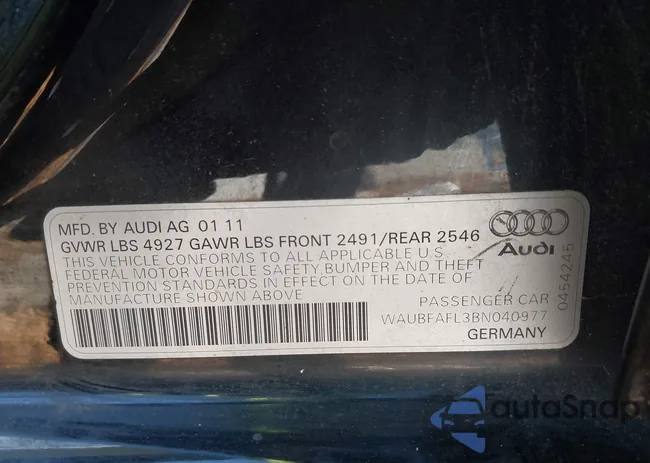 MFD. BY AUDI AG 01 11
GVWR LBS 4927 GAWR LBS FRONT 2491/REAR 2546
THIS VEHICLE CONFORMS TO ALL APPLICABLE U.S.
FEDERAL MOTOR VEHICLE SAFETY, BUMPER AND THEFT
PREVENTION STANDARDS IN EFFECT ON THE DATE OF
MANUFACTURE SHOWN ABOVE
Audi
0454245
PASSENGER CAR
WAUBFAFL3BN040977
GERMANY
autoSnap